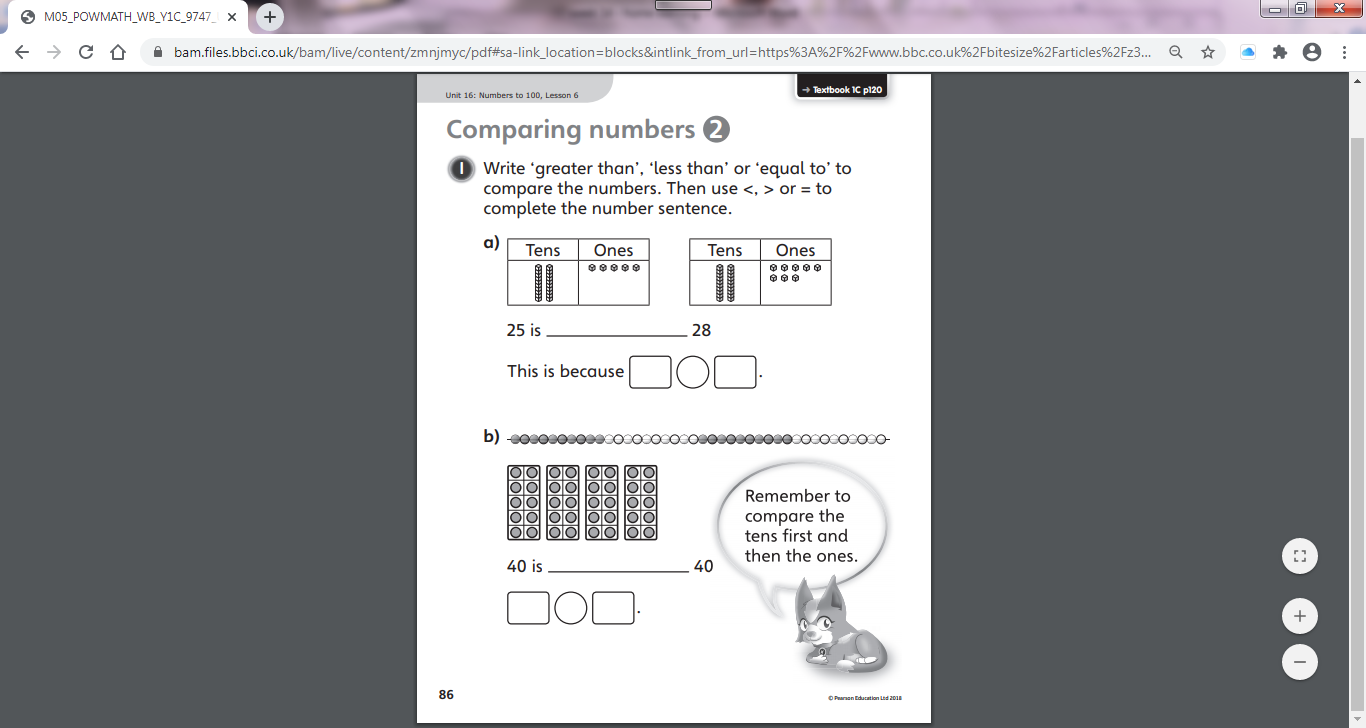 M05_POWMATH_WB_Y1C_9747_
bam.files.bbci.co.uk/bam/live/content/zmnjmyc/pdf#sa-link_location=blocks&intlink_from_url=https%3A%2F%2Fwww.bbc.co.uk%2Fbitesize%2Farticles%2Fz3...
Unit 16: Numbers to 100, Lesson 6
→ Textbook 1C p120
Comparing numbers 2
1 Write ‘greater than’, ‘less than’ or ‘equal to’ to
compare the numbers. Then use <, > or = to
complete the number sentence.
a) Tens Ones Tens Ones
25 is ________________ 28
This is because .
b)
40 is ________________ 40
.
Remember to
compare the
tens first and
then the ones.
86
© Pearson Education Ltd 2018